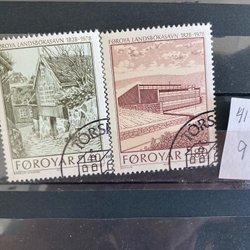 FØROYA LANDSBÓKASAVN 1828-1978
FØROYAR
TÓRS
FØROYA LANDSBÓKASAVN 1828-1978
FØROYAR
TÓRS
41
9